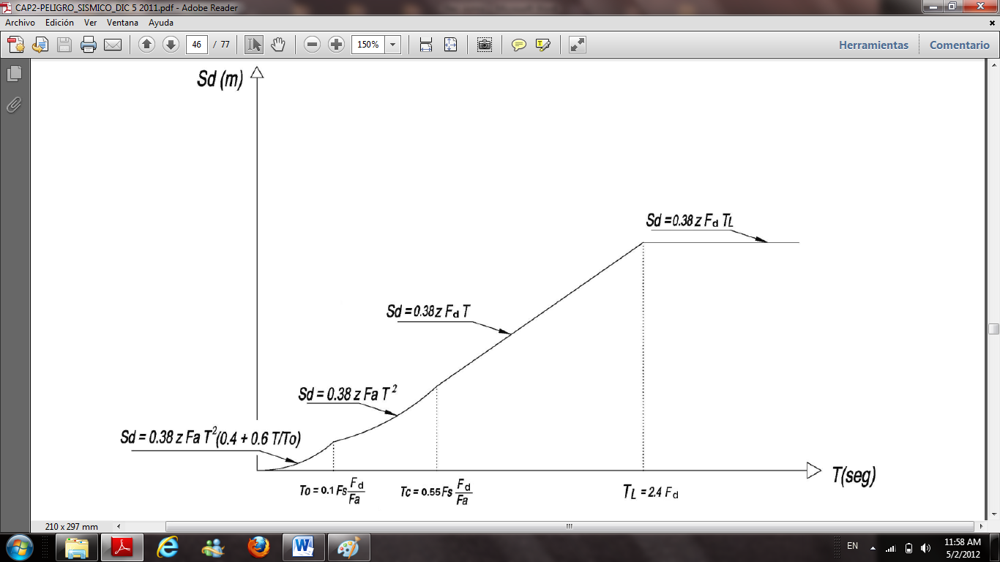 CAP2-PELIGRO_SISMICO_DIC 5 2011.pdf - Adobe Reader
Archivo Edición Ver Ventana Ayuda
46 / 77 150% Herramientas Comentario
Sd (m)
Sd = 0.38 z Fd TL
Sd = 0.38 z Fd T
Sd = 0.38 z Fa T²
Sd = 0.38 z Fa T²(0.4 + 0.6 T/To)
To = 0.1 Fs Fd/Fa Tc = 0.55 Fs Fd/Fa TL = 2.4 Fd T(seg)
210 x 297 mm
EN 11:58 AM
5/2/2012